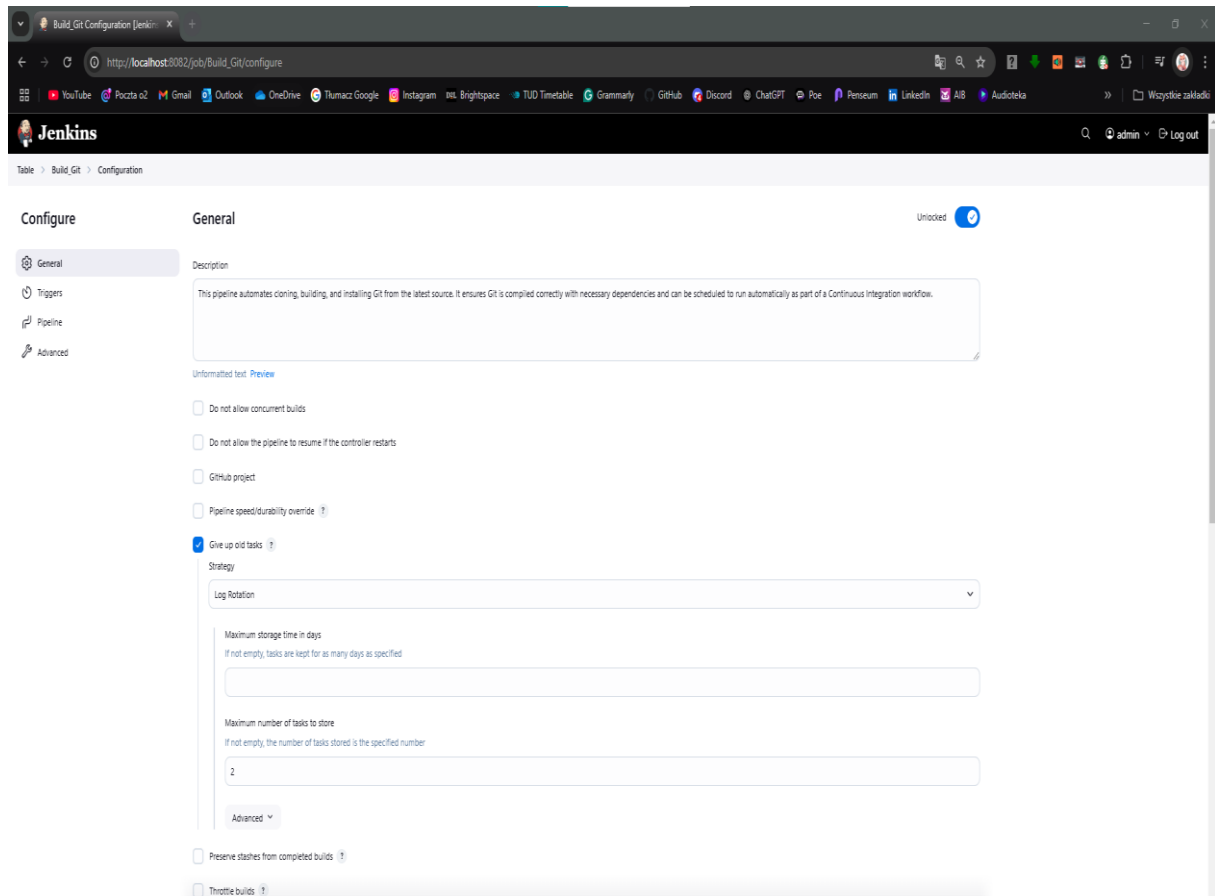 Build_Git Configuration [Jenkins
http://localhost:8082/job/Build_Git/configure
YouTube Poczta o2 Gmail Outlook OneDrive Tłumacz Google Instagram Brightspace TUD Timetable Grammarly GitHub Discord ChatGPT Poe Penseum LinkedIn AIB Audioteka » Wszystkie zakładki
Jenkins admin Log out
Table > Build_Git > Configuration
Configure
General
Triggers
Pipeline
Advanced
General
Unlocked
Description
This pipeline automates cloning, building, and installing Git from the latest source. It ensures Git is compiled correctly with necessary dependencies and can be scheduled to run automatically as part of a Continuous Integration workflow.
Unformatted text Preview
Do not allow concurrent builds
Do not allow the pipeline to resume if the controller restarts
GitHub project
Pipeline speed/durability override ?
Give up old tasks ?
Strategy
Log Rotation
Maximum storage time in days
If not empty, tasks are kept for as many days as specified
Maximum number of tasks to store
If not empty, the number of tasks stored is the specified number
2
Advanced
Preserve stashes from completed builds ?
Throttle builds ?